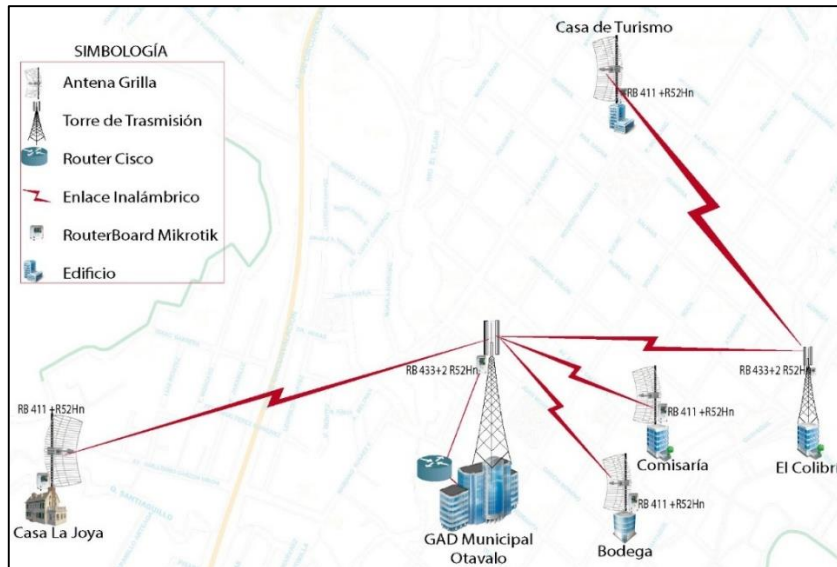 SIMBOLOGÍA
Antena Grilla
Torre de Trasmisión
Router Cisco
Enlace Inalámbrico
RouterBoard Mikrotik
Edificio
Casa de Turismo
RB 411 +R52Hn
RB 433+2 R52Hn
RB 433+2 R52Hn
RB 411 +R52Hn
RB 411 +R52Hn
Comisaría
El Colibrí
RB 411 +R52Hn
Casa La Joya
GAD Municipal
Otavalo
Bodega